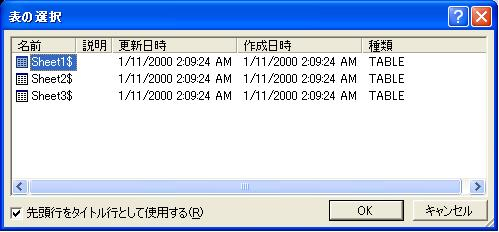 表の選択
名前 説明 更新日時 作成日時 種類
Sheet1$ 1/11/2000 2:09:24 AM 1/11/2000 2:09:24 AM TABLE
Sheet2$ 1/11/2000 2:09:24 AM 1/11/2000 2:09:24 AM TABLE
Sheet3$ 1/11/2000 2:09:24 AM 1/11/2000 2:09:24 AM TABLE
先頭行をタイトル行として使用する(R) OK キャンセル